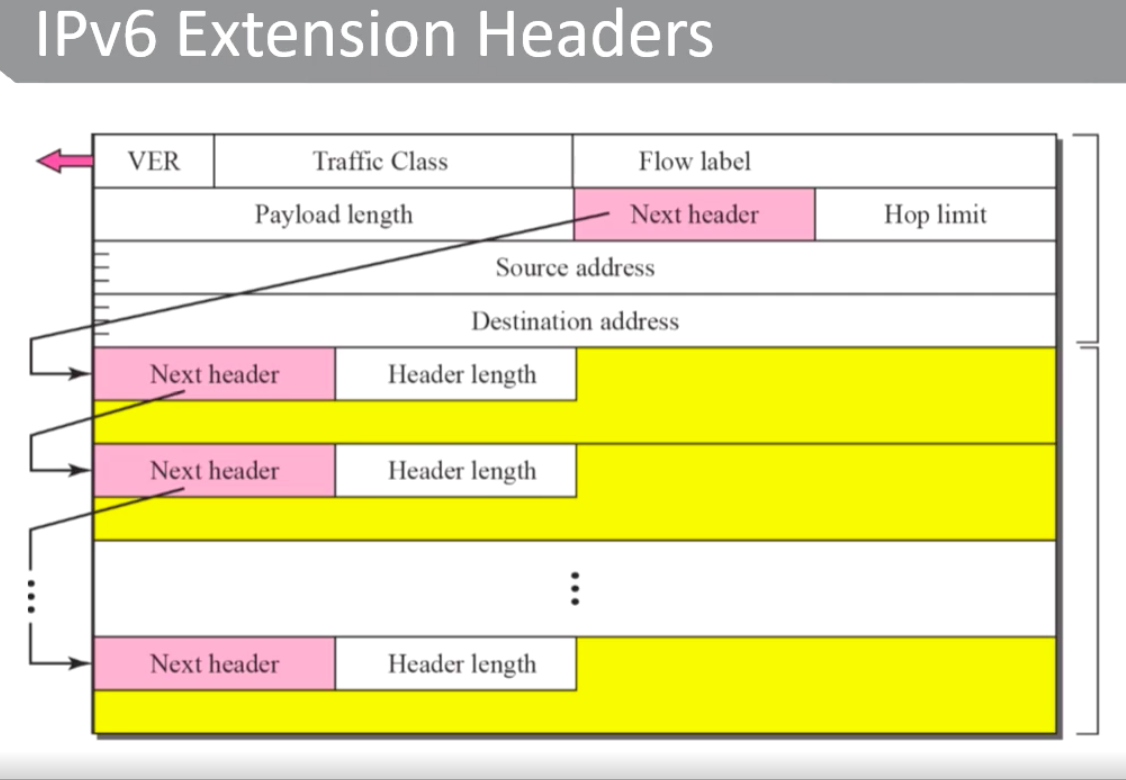 IPv6 Extension Headers
VER Traffic Class Flow label
Payload length Next header Hop limit
Source address
Destination address
Next header Header length
Next header Header length
Next header Header length